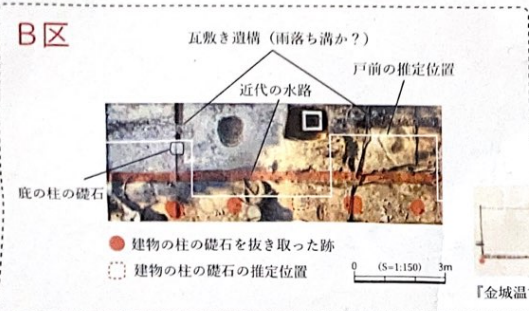 B区
瓦敷き遺構（雨落ち溝か？）
戸前の推定位置
近代の水路
庇の柱の礎石
建物の柱の礎石を抜き取った跡
建物の柱の礎石の推定位置
0 (S=1:150) 3m
『金城温